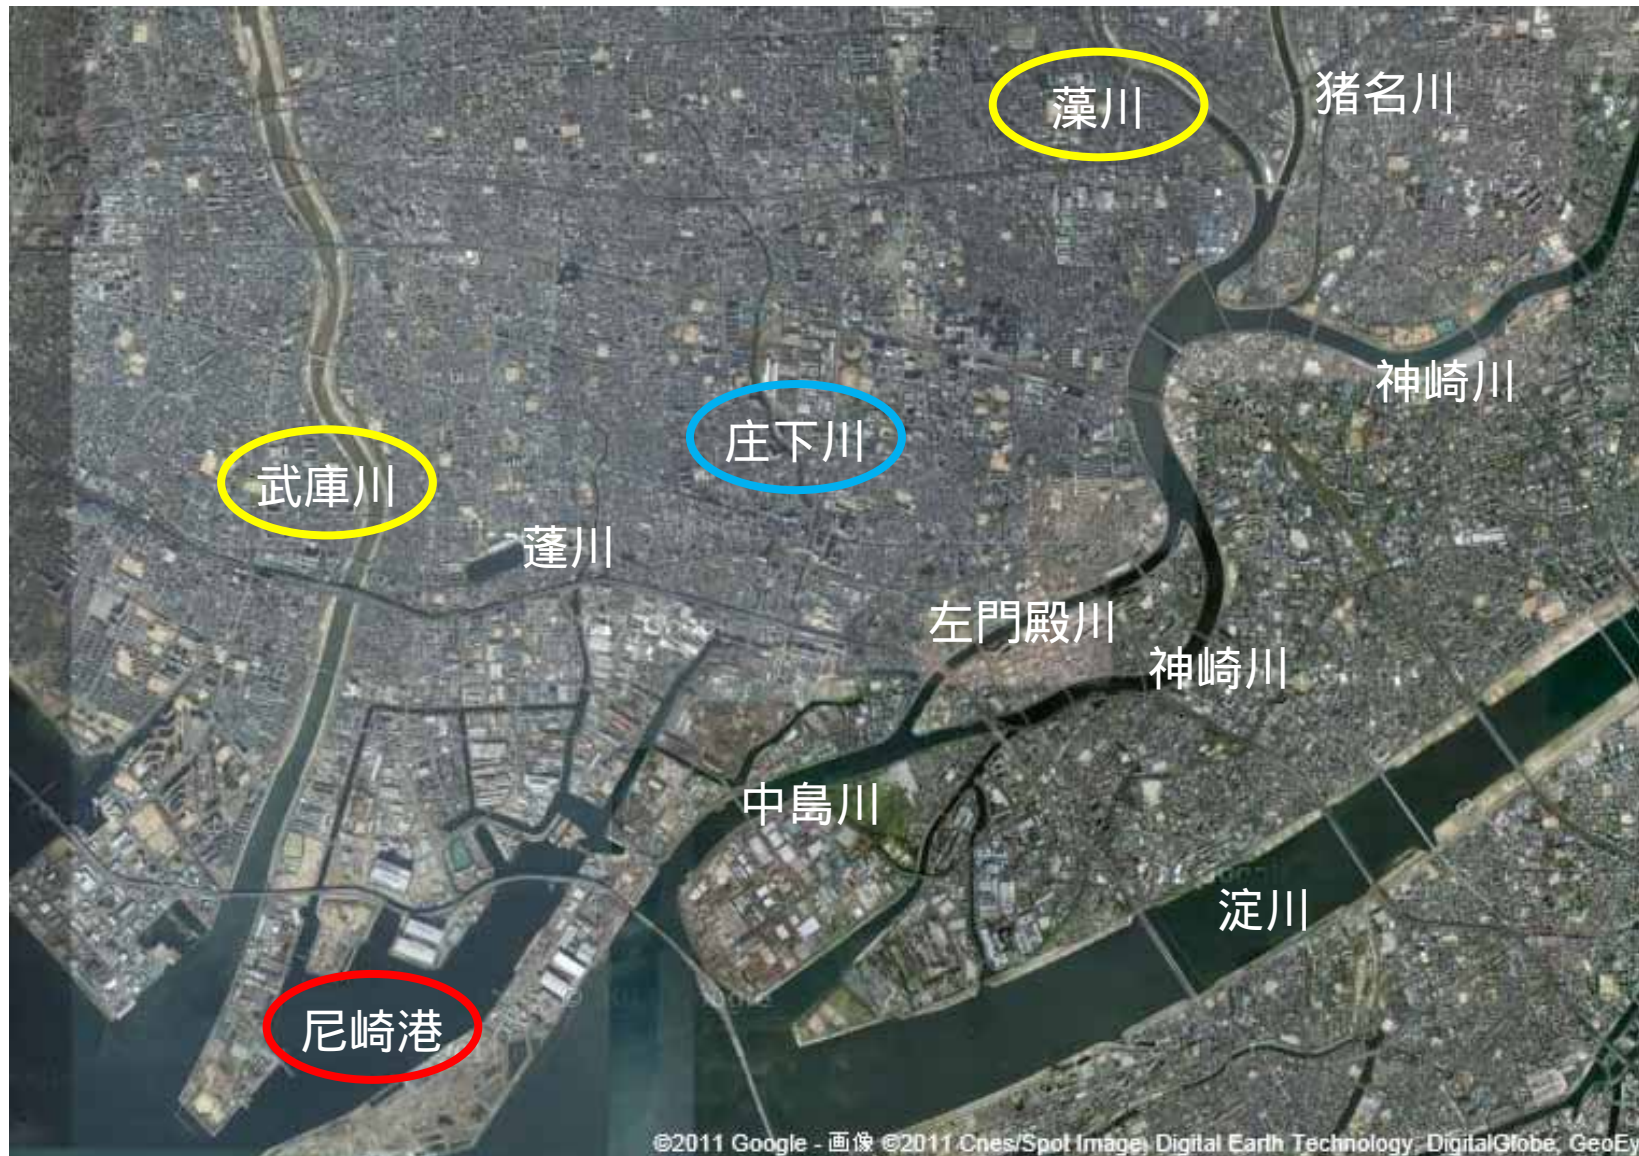 藻川
猪名川
神崎川
庄下川
武庫川
蓬川
左門殿川
神崎川
中島川
淀川
尼崎港
©2011 Google - 画像 ©2011 Cnes/Spot Image, Digital Earth Technology, DigitalGlobe, GeoEy